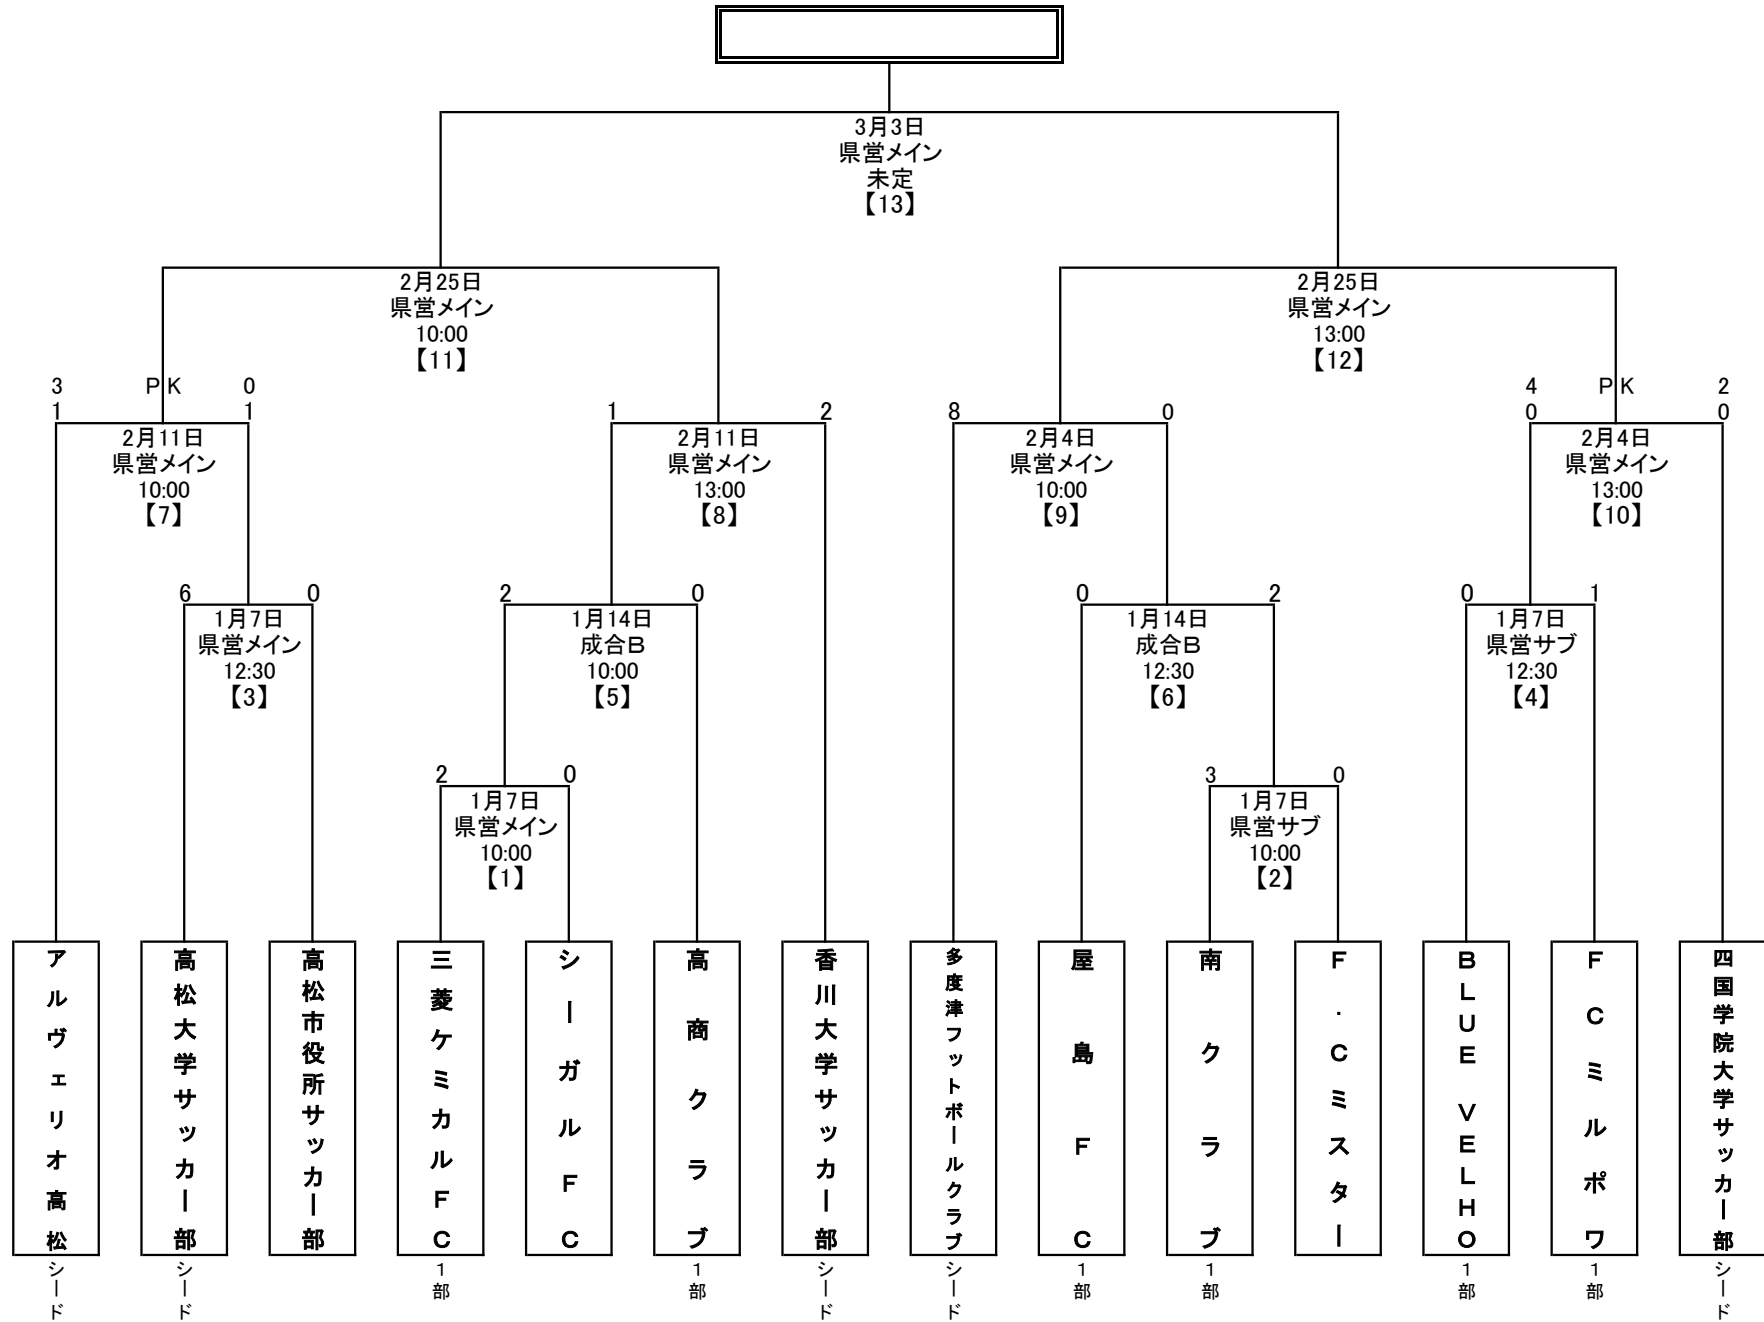 3月3日
県営メイン
未定
【13】
2月25日
県営メイン
10:00
【11】
2月25日
県営メイン
13:00
【12】
3 PK 0
1 1
2月11日
県営メイン
10:00
【7】
1 2
2月11日
県営メイン
13:00
【8】
8 0
2月4日
県営メイン
10:00
【9】
4 PK 2
0 0
2月4日
県営メイン
13:00
【10】
6 0
1月7日
県営メイン
12:30
【3】
2 0
1月14日
成合B
10:00
【5】
0 2
1月14日
成合B
12:30
【6】
0 1
1月7日
県営サブ
12:30
【4】
2 0
1月7日
県営メイン
10:00
【1】
3 0
1月7日
県営サブ
10:00
【2】
アルヴェリオ高松
シード
高松大学サッカー部
シード
高松市役所サッカー部
三菱ケミカルFC
1部
シーガルFC
高商クラブ
1部
香川大学サッカー部
シード
多度津フットボールクラブ
シード
屋島FC
1部
南クラブ
1部
F.Cミスター
BLUE VELHO
1部
FCミルポワ
1部
四国学院大学サッカー部
シード